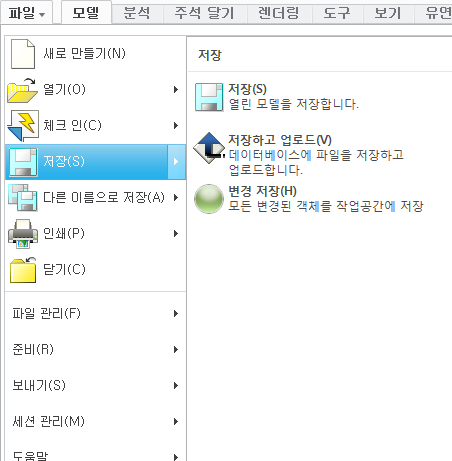 파일 모델 분석 주석 달기 렌더링 도구 보기 유연
새로 만들기(N)
열기(O)
체크 인(C)
저장(S)
다른 이름으로 저장(A)
인쇄(P)
닫기(C)
파일 관리(F)
준비(R)
보내기(S)
세션 관리(M)
도움말
저장
저장(S)
열린 모델을 저장합니다.
저장하고 업로드(V)
데이터베이스에 파일을 저장하고
업로드합니다.
변경 저장(H)
모든 변경된 객체를 작업공간에 저장